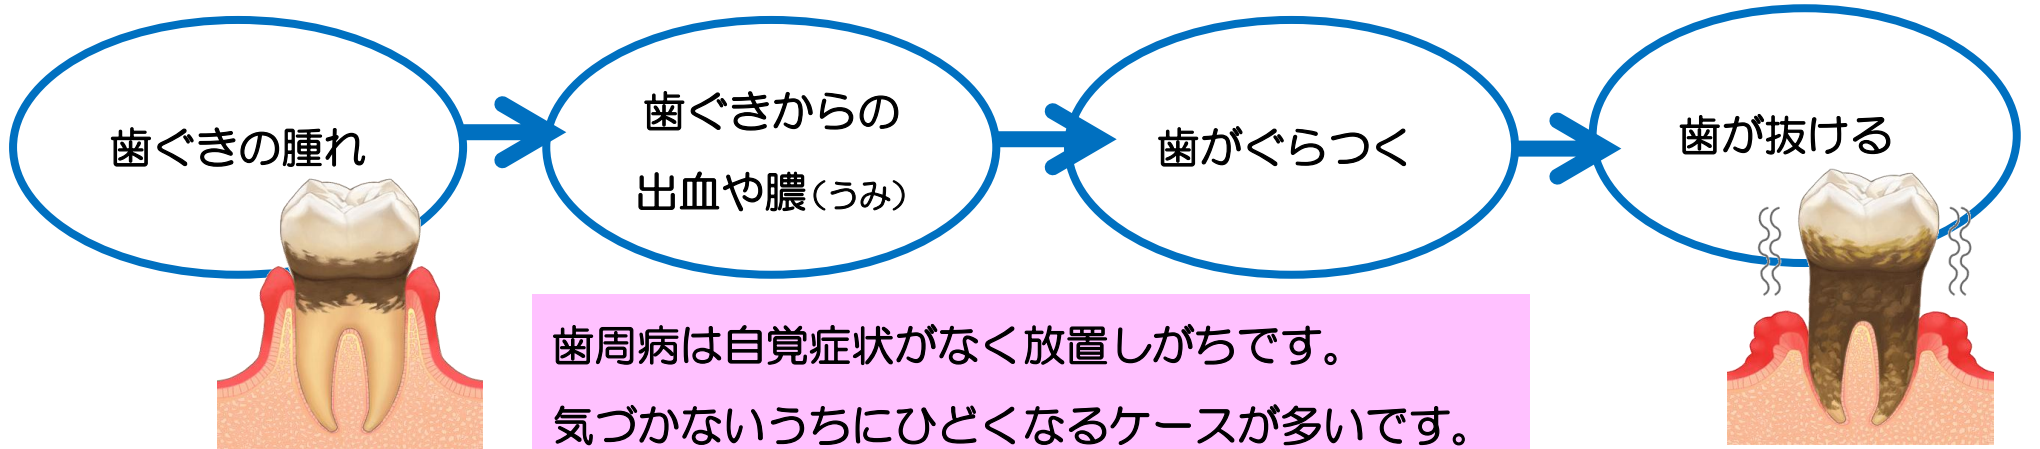 歯ぐきの腫れ
歯ぐきからの
出血や膿（うみ）
歯がぐらつく
歯が抜ける
歯周病は自覚症状がなく放置しがちです。
気づかないうちにひどくなるケースが多いです。